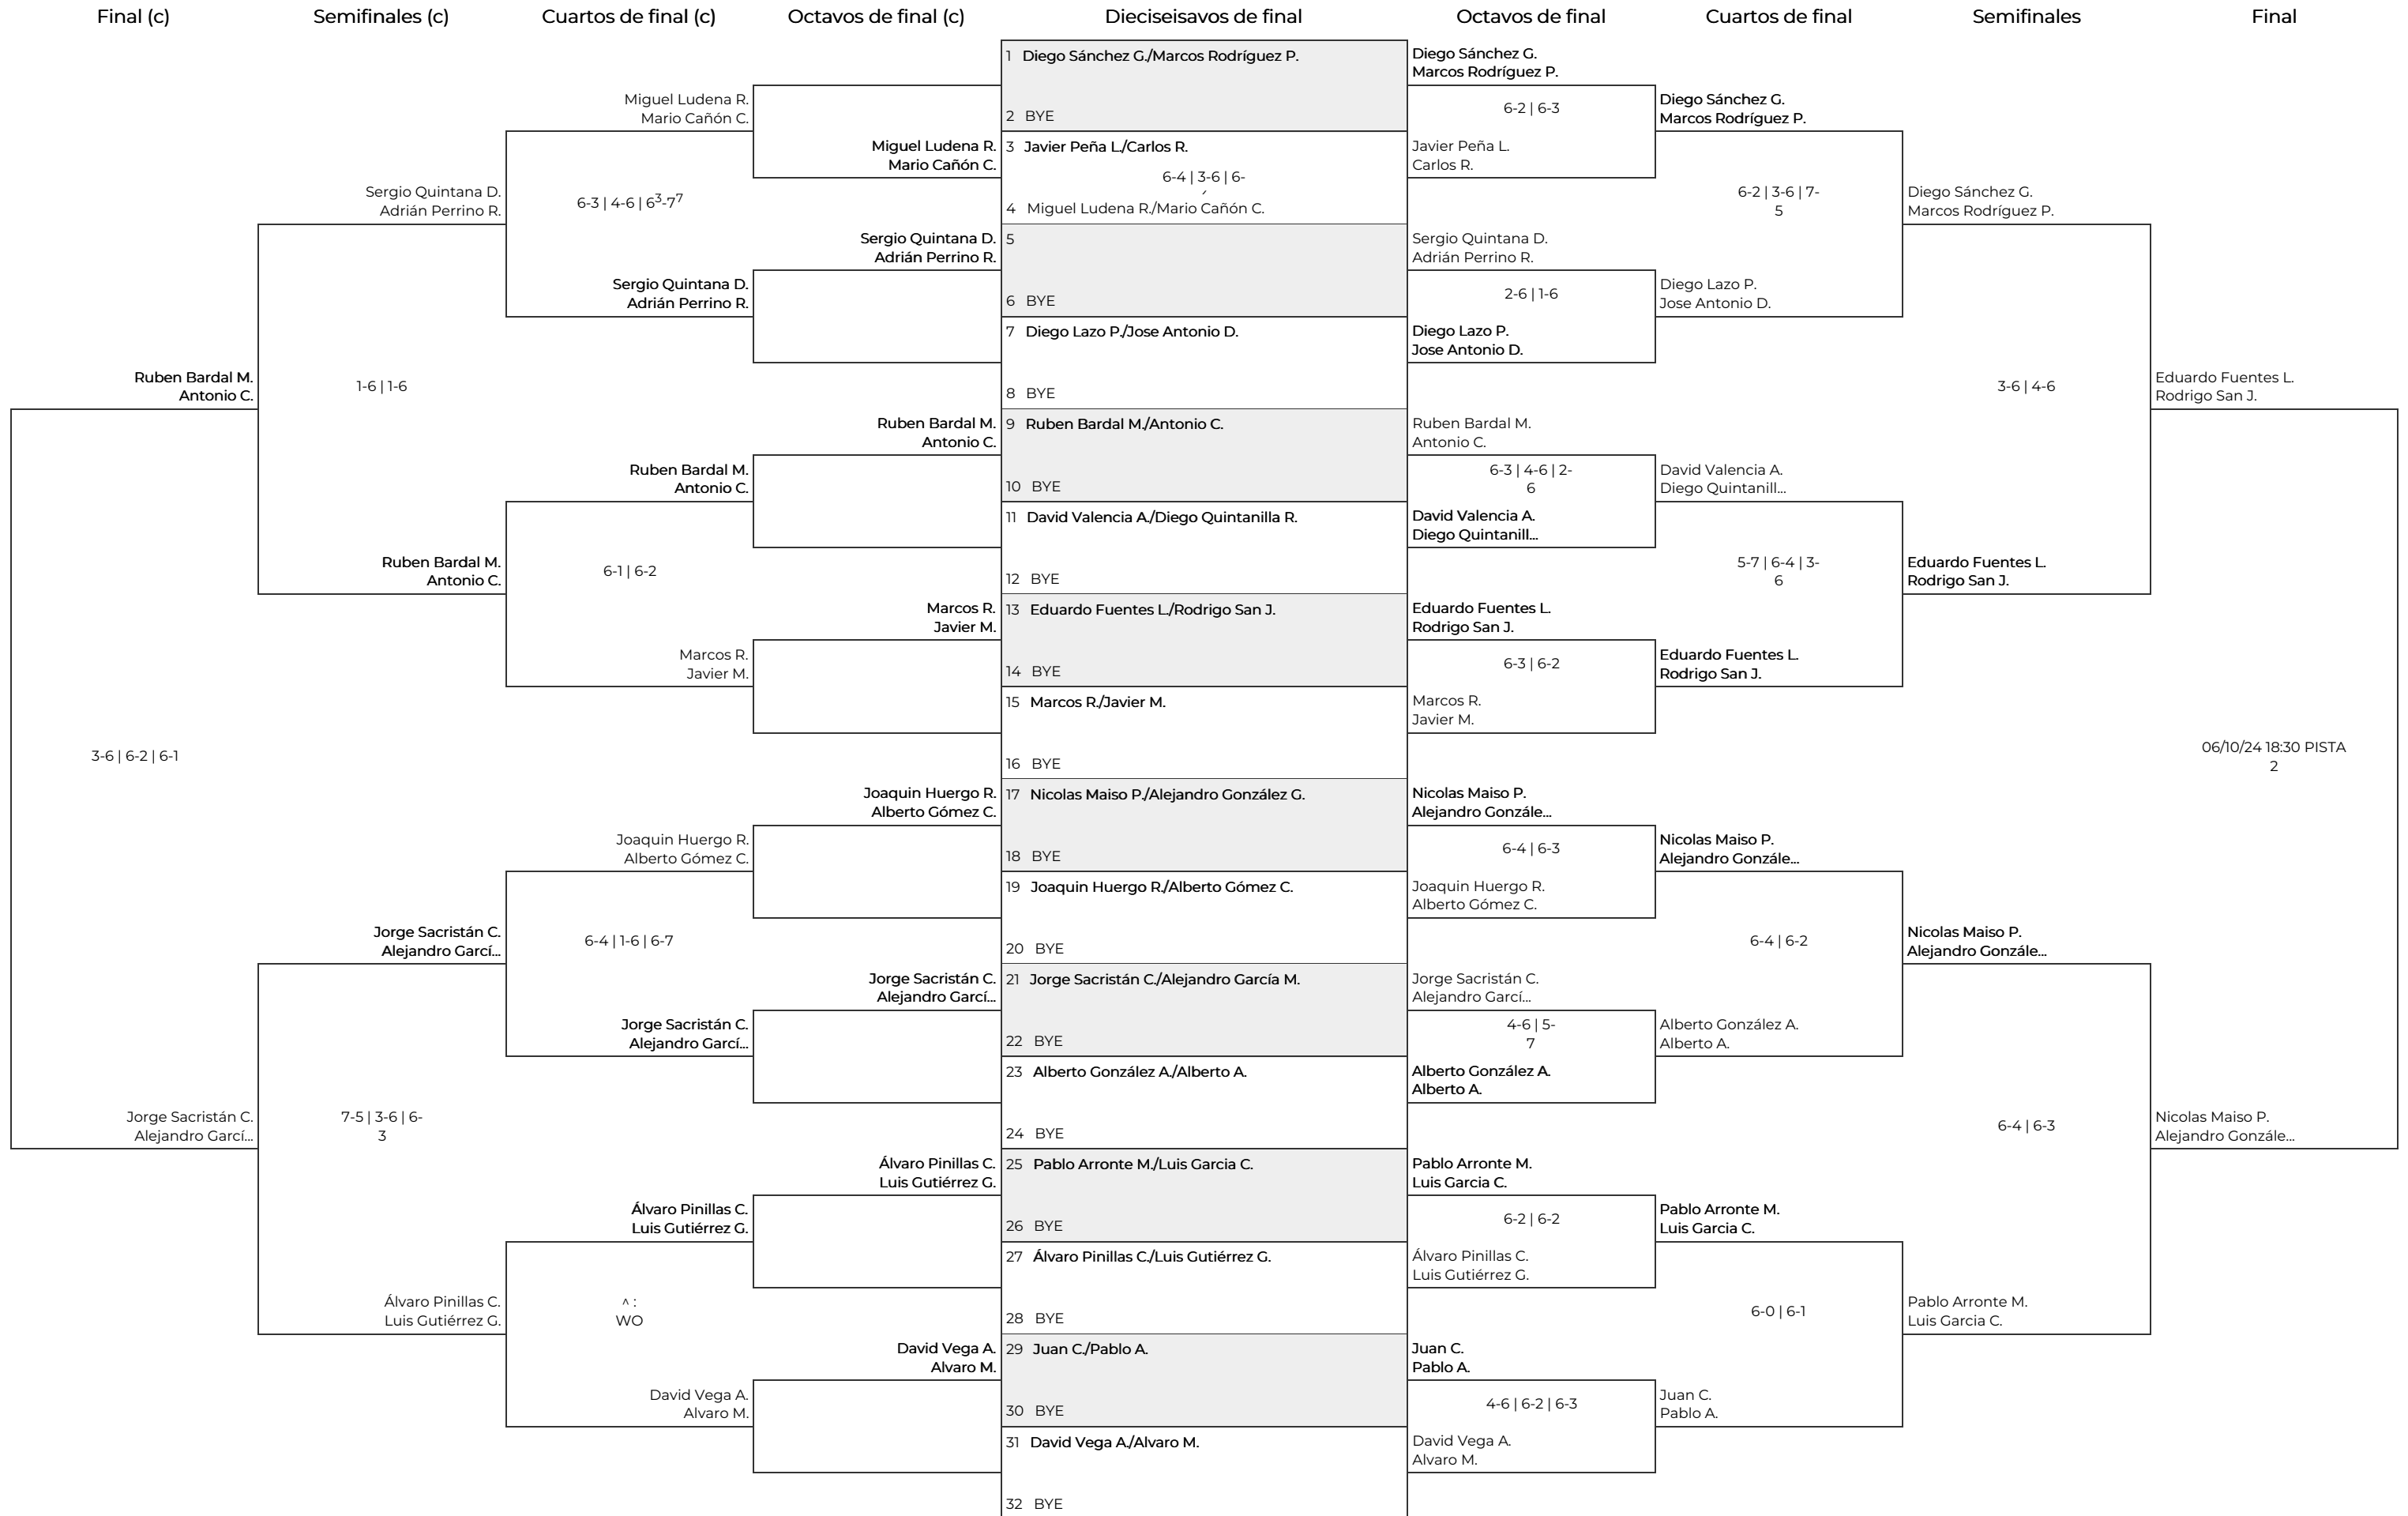 Final (c)
Semifinales (c)
Cuartos de final (c)
Octavos de final (c)
Dieciseisavos de final
Octavos de final
Cuartos de final
Semifinales
Final
Ruben Bardal M.
Antonio C.
3-6 | 6-2 | 6-1
Jorge Sacristán C.
Alejandro Garcí...
Sergio Quintana D.
Adrián Perrino R.
1-6 | 1-6
Ruben Bardal M.
Antonio C.
Jorge Sacristán C.
Alejandro Garcí...
7-5 | 3-6 | 6-
3
Álvaro Pinillas C.
Luis Gutiérrez G.
Miguel Ludena R.
Mario Cañón C.
6-3 | 4-6 | 6³-7⁷
Sergio Quintana D.
Adrián Perrino R.
Ruben Bardal M.
Antonio C.
6-1 | 6-2
Marcos R.
Javier M.
Joaquin Huergo R.
Alberto Gómez C.
6-4 | 1-6 | 6-7
Jorge Sacristán C.
Alejandro Garcí...
Álvaro Pinillas C.
Luis Gutiérrez G.
^ :
WO
David Vega A.
Alvaro M.
Miguel Ludena R.
Mario Cañón C.
Sergio Quintana D.
Adrián Perrino R.
Ruben Bardal M.
Antonio C.
Marcos R.
Javier M.
Joaquin Huergo R.
Alberto Gómez C.
Jorge Sacristán C.
Alejandro Garcí...
Álvaro Pinillas C.
Luis Gutiérrez G.
David Vega A.
Alvaro M.
1 Diego Sánchez G./Marcos Rodríguez P.
2 BYE
3 Javier Peña L./Carlos R.
6-4 | 3-6 | 6-
4 Miguel Ludena R./Mario Cañón C.
5
6 BYE
7 Diego Lazo P./Jose Antonio D.
8 BYE
9 Ruben Bardal M./Antonio C.
10 BYE
11 David Valencia A./Diego Quintanilla R.
12 BYE
13 Eduardo Fuentes L./Rodrigo San J.
14 BYE
15 Marcos R./Javier M.
16 BYE
17 Nicolas Maiso P./Alejandro González G.
18 BYE
19 Joaquin Huergo R./Alberto Gómez C.
20 BYE
21 Jorge Sacristán C./Alejandro García M.
22 BYE
23 Alberto González A./Alberto A.
24 BYE
25 Pablo Arronte M./Luis Garcia C.
26 BYE
27 Álvaro Pinillas C./Luis Gutiérrez G.
28 BYE
29 Juan C./Pablo A.
30 BYE
31 David Vega A./Alvaro M.
32 BYE
Diego Sánchez G.
Marcos Rodríguez P.
6-2 | 6-3
Javier Peña L.
Carlos R.
Sergio Quintana D.
Adrián Perrino R.
2-6 | 1-6
Diego Lazo P.
Jose Antonio D.
Ruben Bardal M.
Antonio C.
6-3 | 4-6 | 2-
6
David Valencia A.
Diego Quintanill...
Eduardo Fuentes L.
Rodrigo San J.
6-3 | 6-2
Marcos R.
Javier M.
Nicolas Maiso P.
Alejandro Gonzále...
6-4 | 6-3
Joaquin Huergo R.
Alberto Gómez C.
Jorge Sacristán C.
Alejandro Garcí...
4-6 | 5-
7
Alberto González A.
Alberto A.
Pablo Arronte M.
Luis Garcia C.
6-2 | 6-2
Álvaro Pinillas C.
Luis Gutiérrez G.
Juan C.
Pablo A.
4-6 | 6-2 | 6-3
David Vega A.
Alvaro M.
Diego Sánchez G.
Marcos Rodríguez P.
6-2 | 3-6 | 7-
5
Diego Lazo P.
Jose Antonio D.
David Valencia A.
Diego Quintanill...
5-7 | 6-4 | 3-
6
Eduardo Fuentes L.
Rodrigo San J.
Nicolas Maiso P.
Alejandro Gonzále...
6-4 | 6-2
Alberto González A.
Alberto A.
Pablo Arronte M.
Luis Garcia C.
6-0 | 6-1
Juan C.
Pablo A.
Diego Sánchez G.
Marcos Rodríguez P.
3-6 | 4-6
Eduardo Fuentes L.
Rodrigo San J.
Nicolas Maiso P.
Alejandro Gonzále...
6-4 | 6-3
Pablo Arronte M.
Luis Garcia C.
Eduardo Fuentes L.
Rodrigo San J.
06/10/24 18:30 PISTA
2
Nicolas Maiso P.
Alejandro Gonzále...